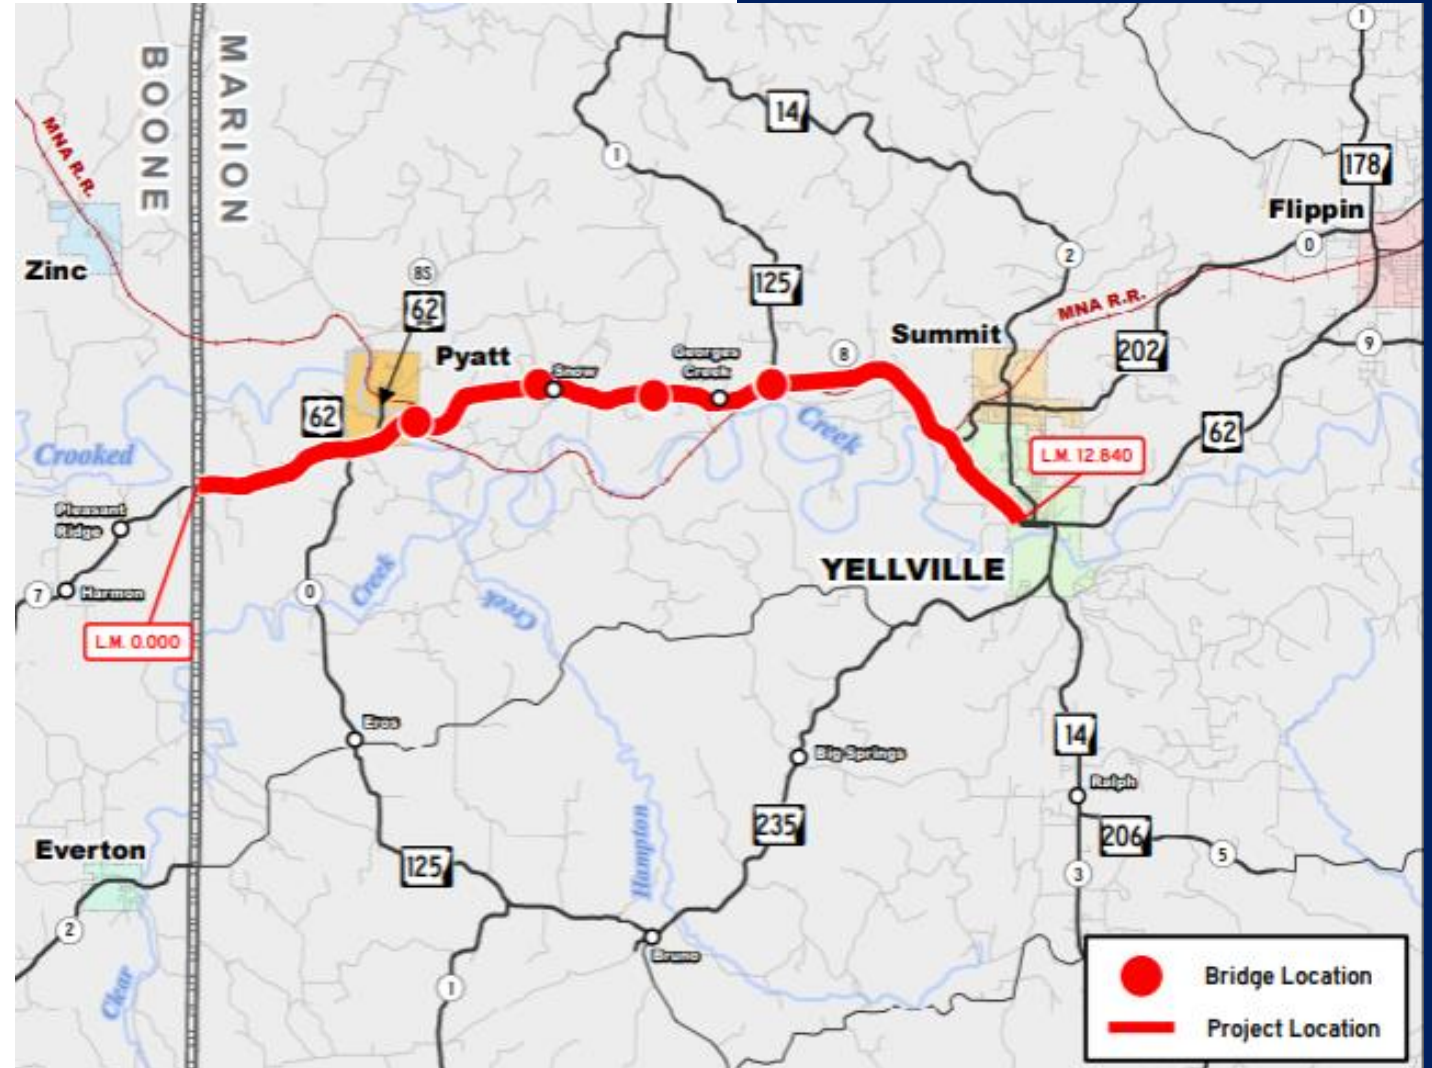 BOONE
MARION
1
14
1
178
Flippin
0
MNA R.R.
Zinc
2
125
8S
62
MNA R.R.
Summit
202
9
Pyatt
Snow
Georges
Creek
8
62
62
Crooked
Creek
L.M. 12.840
Pleasant
Ridge
7
Harmon
0
Creek
Creek
YELLVILLE
L.M. 0.000
Eros
14
Big Springs
Ralph
235
206
5
Everton
125
Hampton
3
2
Bruno
Clear
1
Bridge Location
Project Location